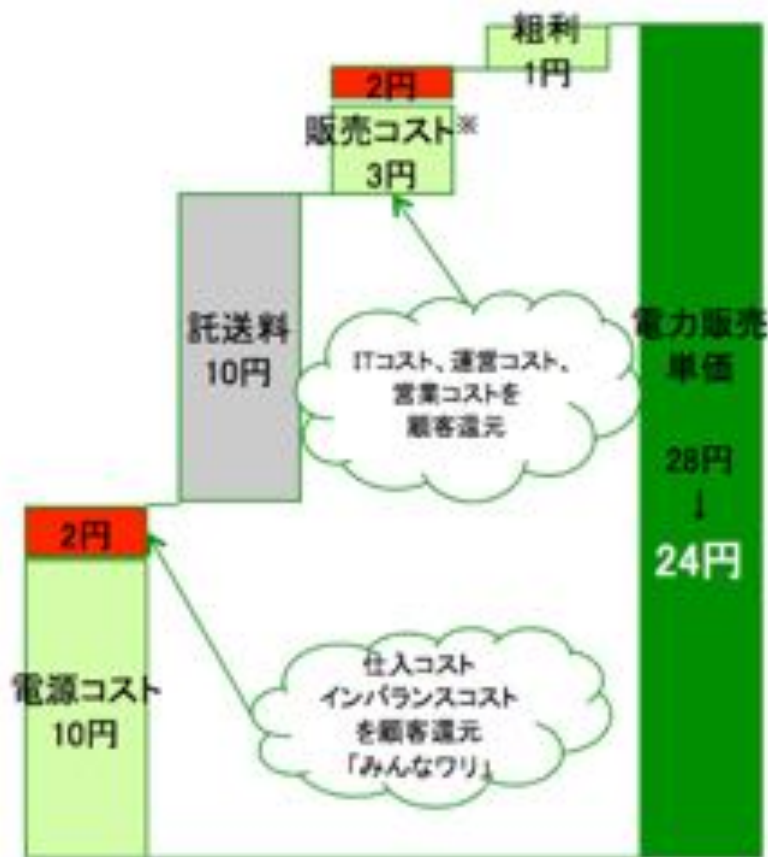 粗利
1円
2円
販売コスト※
3円
託送料
10円
ITコスト、運営コスト、
営業コストを
顧客還元
電力販売
単価
28円
↓
24円
2円
電源コスト
10円
仕入コスト
インバランスコスト
を顧客還元
「みんなワリ」